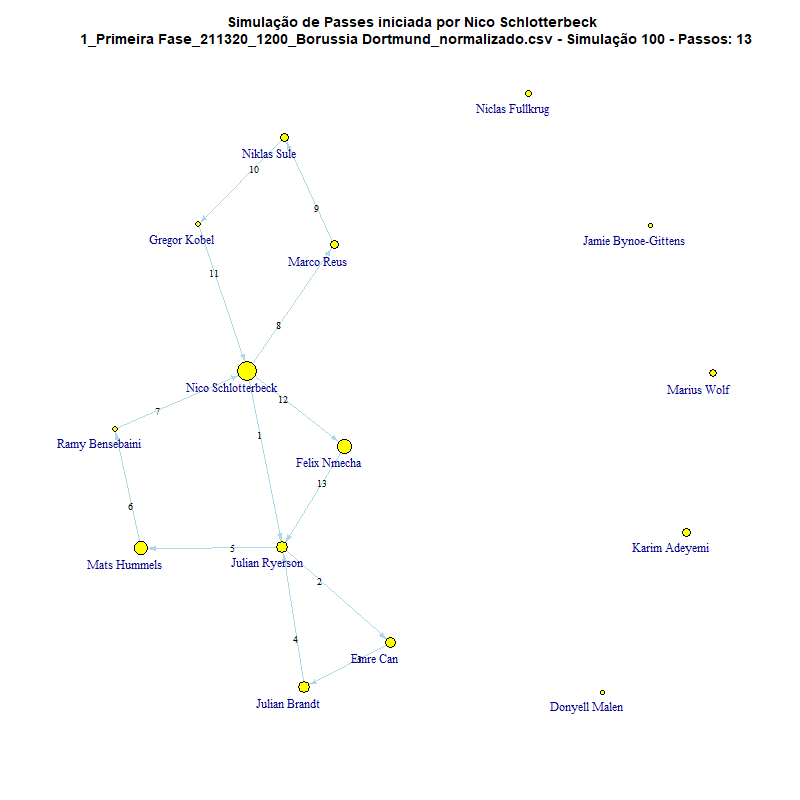 Simulação de Passes iniciada por Nico Schlotterbeck
1_Primeira Fase_211320_1200_Borussia Dortmund_normalizado.csv - Simulação 100 - Passos: 13
Niclas Fullkrug
Niklas Sule
10
9
Gregor Kobel
Jamie Bynoe-Gittens
Marco Reus
11
8
Nico Schlotterbeck
Marius Wolf
12
7
1
Ramy Bensebaini
Felix Nmecha
13
6
5
Julian Ryerson
Mats Hummels
Karim Adeyemi
2
4
3
Emre Can
Julian Brandt
Donyell Malen